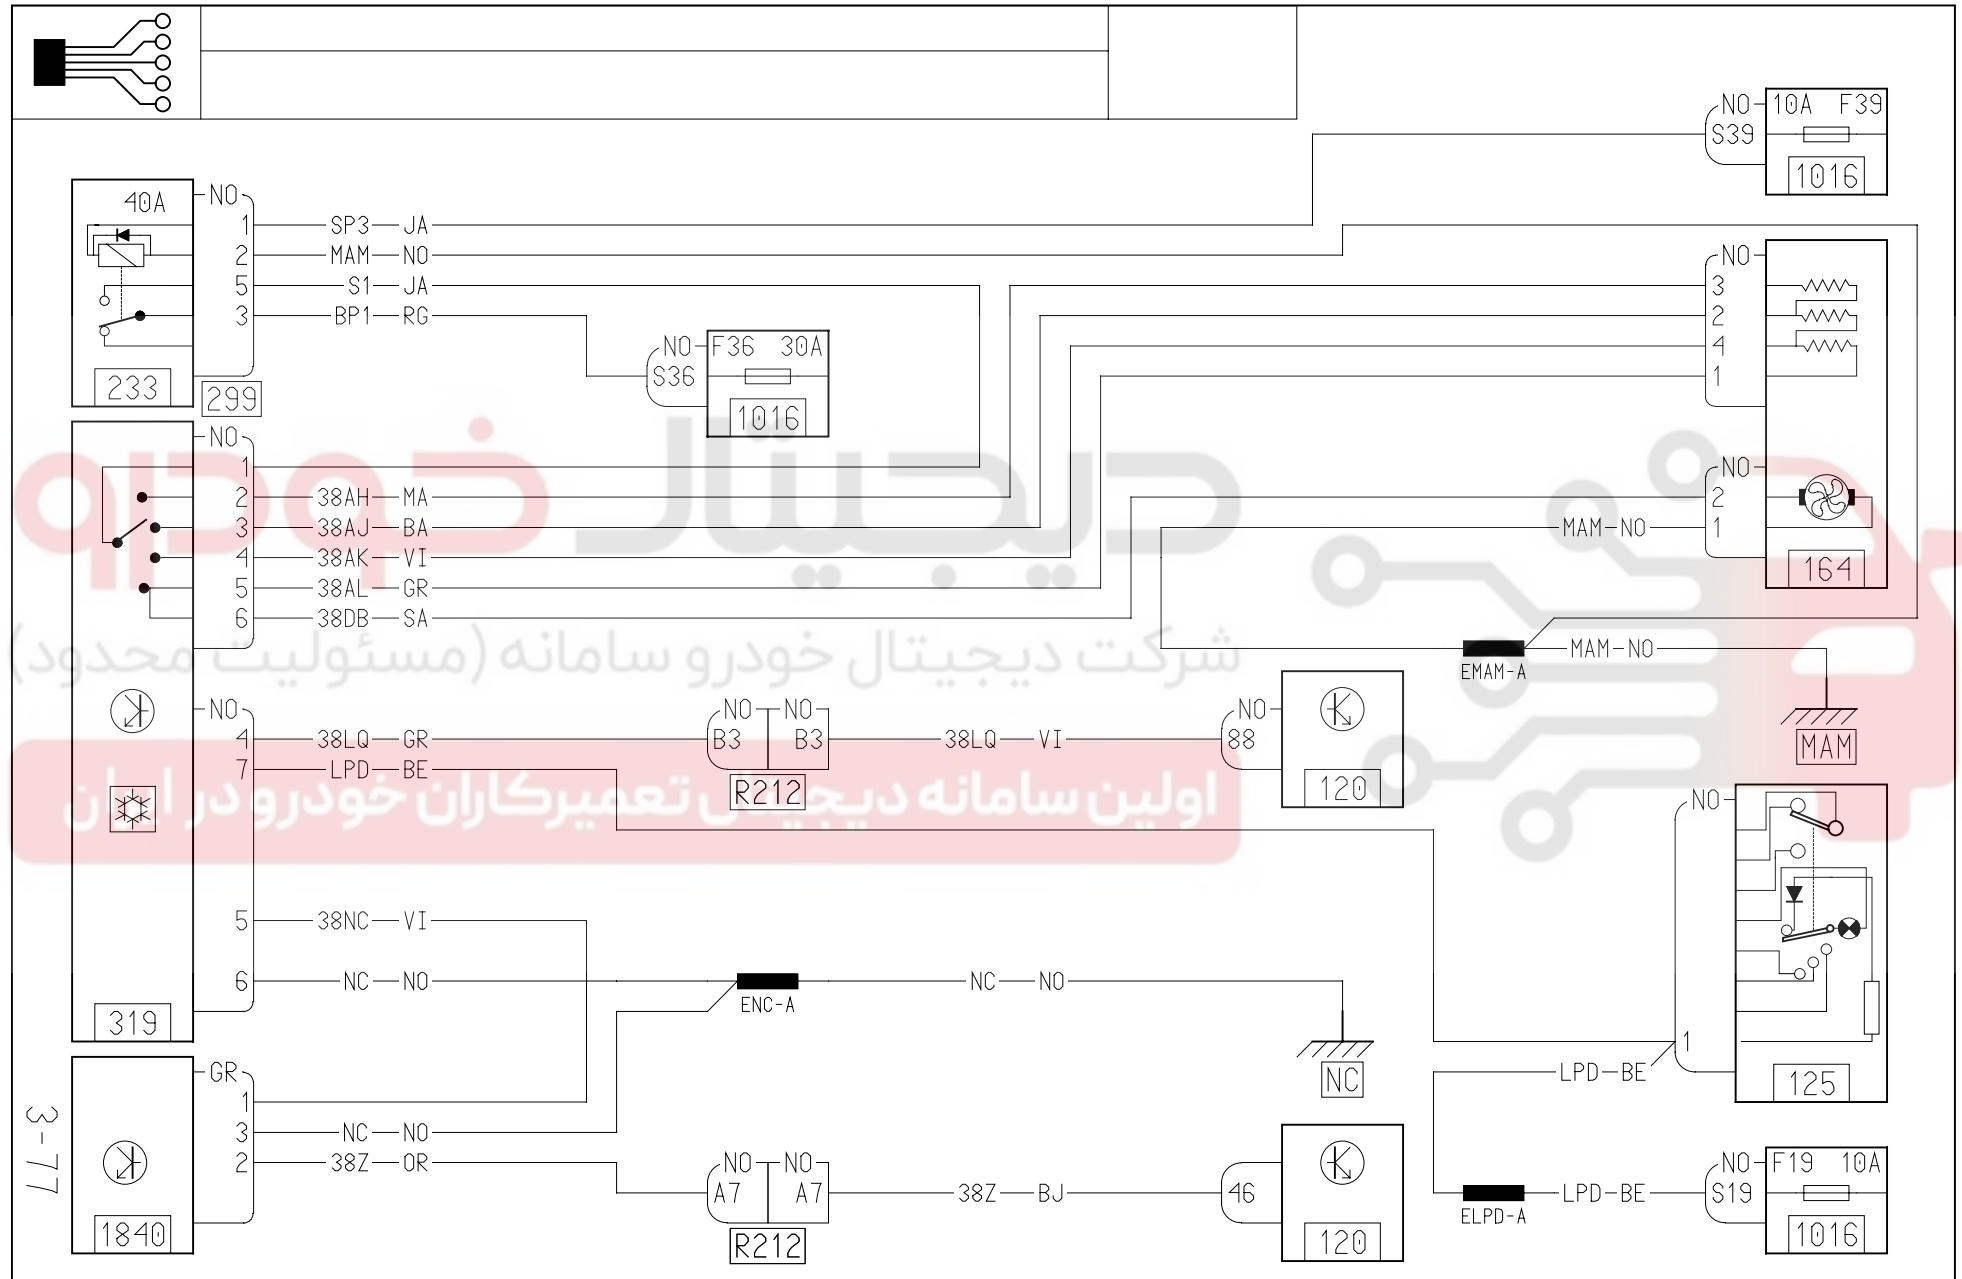 NO 10A F39
S39
1016
40A NO
1 SP3 JA
2 MAM NO
5 S1 JA
3 BP1 RG
233
299
NO F36 30A
S36
1016
NO
3
2
4
1
NO
2
1 MAM-NO
164
NO
1
2 38AH MA
3 38AJ BA
4 38AK VI
5 38AL GR
6 38DB SA
دیجیتال خودرو
شرکت دیجیتال خودرو سامانه (مسئولیت محدود)
اولین سامانه دیجیتال تعمیرکاران خودرو در ایران
EMAM-A
MAM-NO
MAM
NO
4 38LQ GR
7 LPD BE
NO NO
B3 B3
R212
38LQ VI
NO
88
120
5 38NC VI
6 NC NO
ENC-A
NC NO
NC
319
NO
1
LPD-BE
125
GR
1
3 NC NO
2 38Z OR
1840
NO NO
A7 A7
R212
38Z BJ
46
120
ELPD-A
LPD-BE
NO F19 10A
S19
1016
3-77